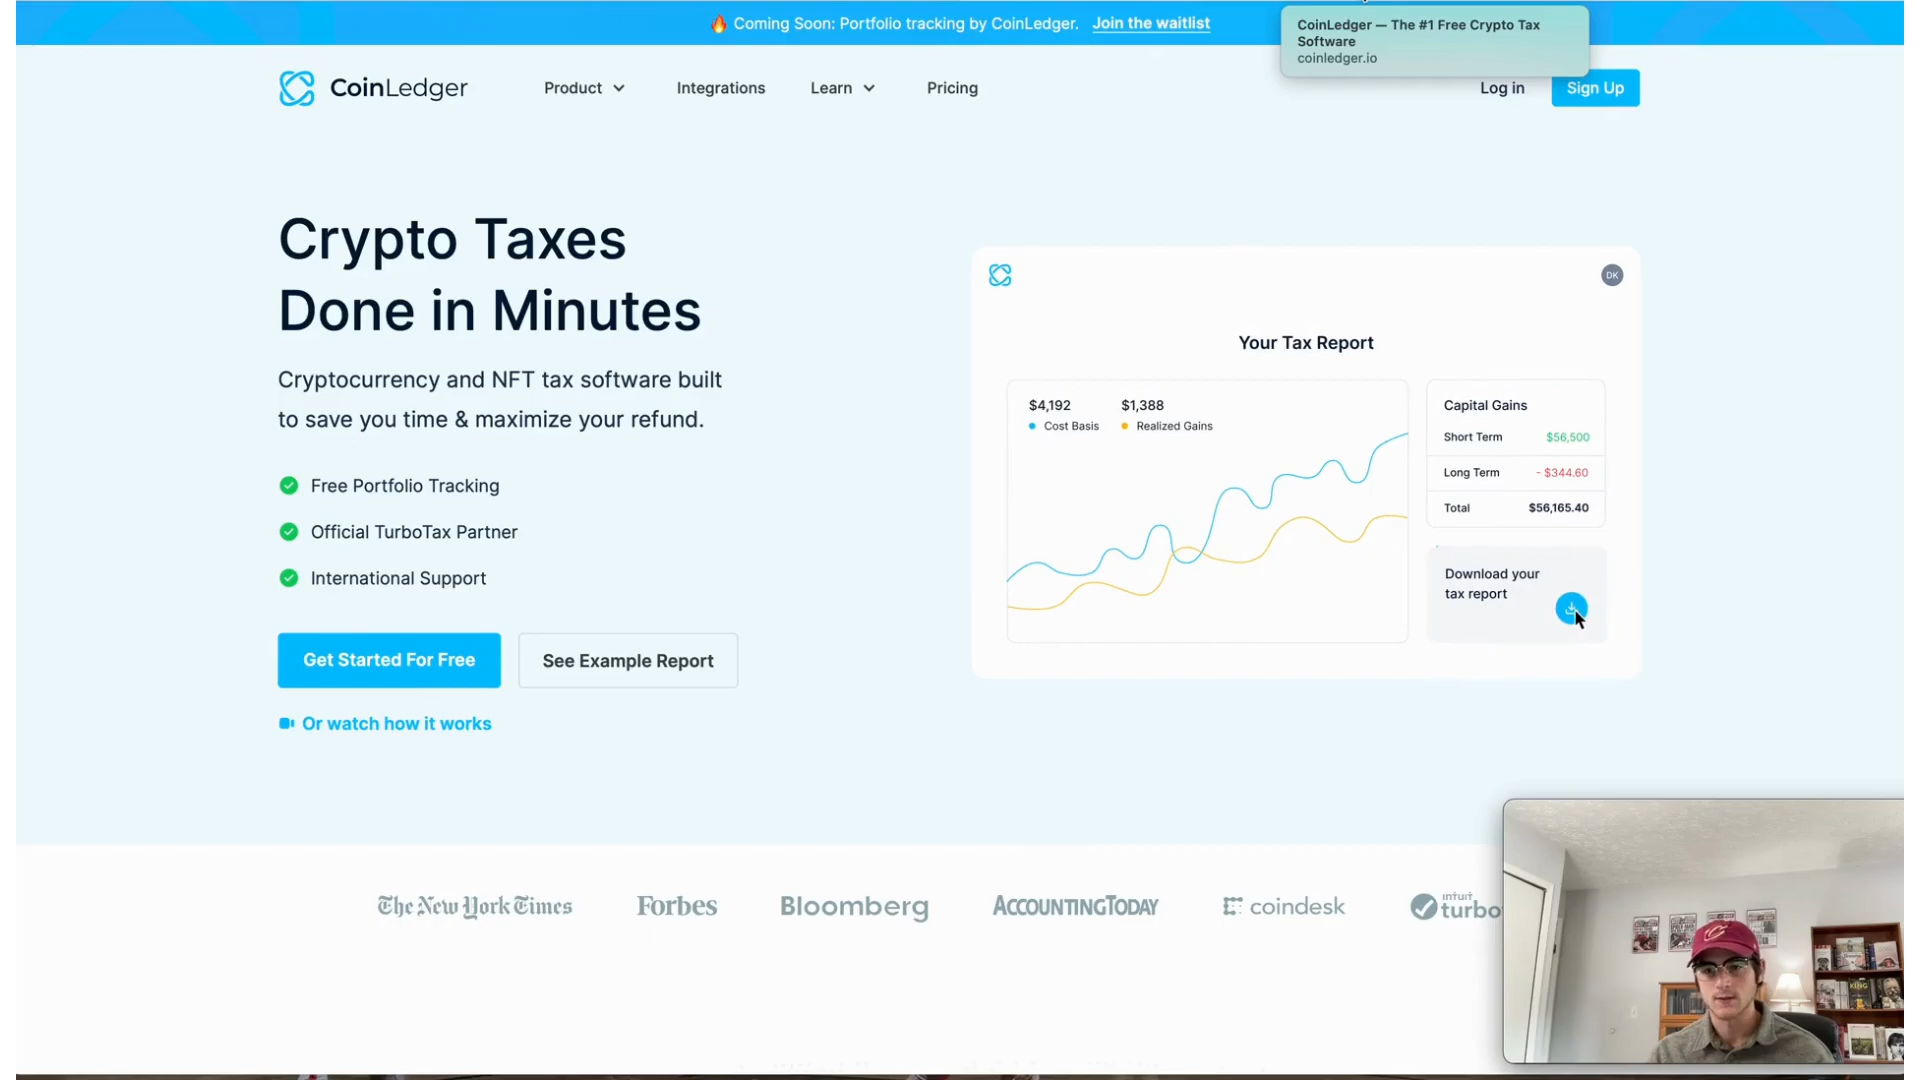 🔥 Coming Soon: Portfolio tracking by CoinLedger. Join the waitlist
CoinLedger — The #1 Free Crypto Tax
Software
coinledger.io
CoinLedger
Product
Integrations
Learn
Pricing
Log in
Sign Up
Crypto Taxes
Done in Minutes
Cryptocurrency and NFT tax software built
to save you time & maximize your refund.
Free Portfolio Tracking
Official TurboTax Partner
International Support
Get Started For Free
See Example Report
Or watch how it works
DK
Your Tax Report
$4,192
$1,388
Cost Basis
Realized Gains
Capital Gains
Short Term $56,500
Long Term - $344.60
Total $56,165.40
Download your
tax report
The New York Times
Forbes
Bloomberg
ACCOUNTINGTODAY
coindesk
intuit
turbo
C
KING